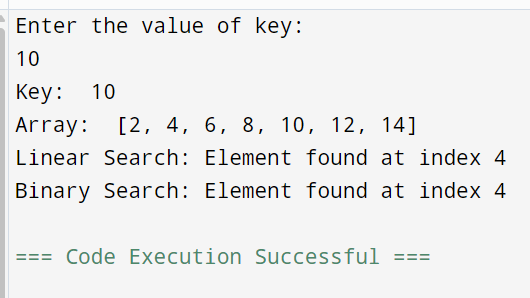 Enter the value of key:
10
Key:  10
Array:  [2, 4, 6, 8, 10, 12, 14]
Linear Search: Element found at index 4
Binary Search: Element found at index 4

=== Code Execution Successful ===